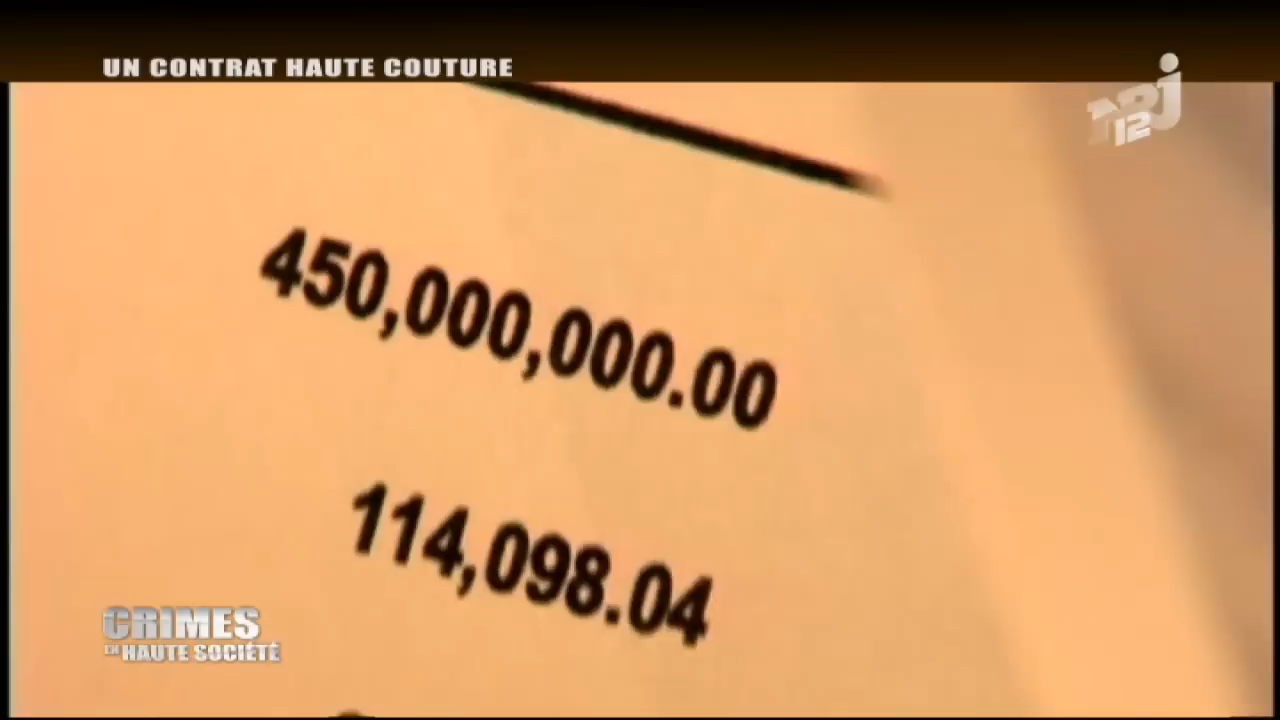 UN CONTRAT HAUTE COUTURE
NRJ
12
450,000,000.00
114,098.04
CRIMES
EN HAUTE SOCIÉTÉ